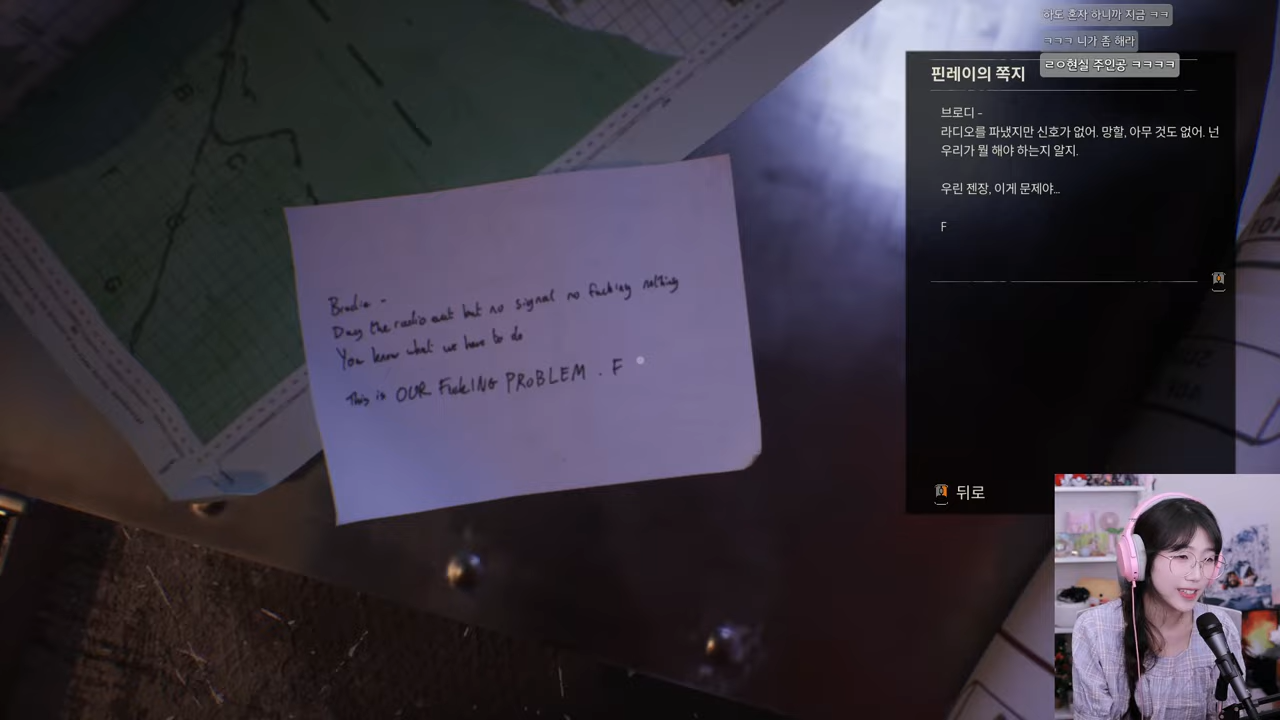 하도 혼자 하니까 지금 ㅋㅋ
ㅋㅋㅋ 니가 좀 해라
ㄹㅇ현실 주인공 ㅋㅋㅋㅋ
핀레이의 쪽지
브로디 -
라디오를 파냈지만 신호가 없어. 망할, 아무 것도 없어. 넌
우리가 뭘 해야 하는지 알지.
우린 젠장, 이게 문제야...
F
뒤로
Brodie -
Dug the radio out but no signal no fucking nothing
You know what we have to do
This is OUR FuckING PROBLEM . F